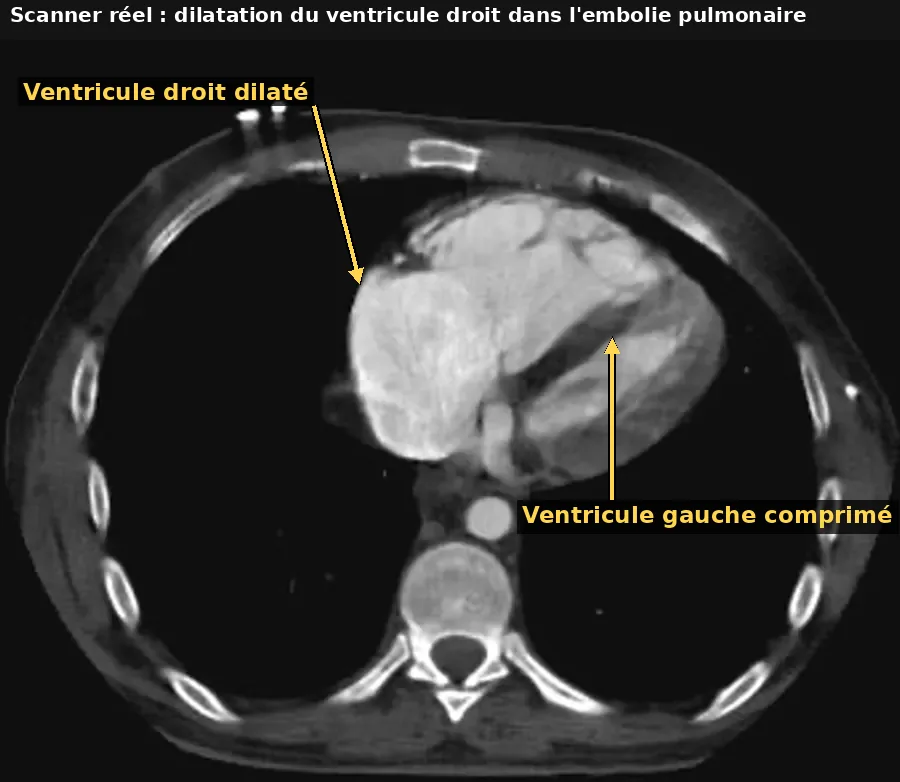 Scanner réel : dilatation du ventricule droit dans l'embolie pulmonaire
Ventricule droit dilaté
Ventricule gauche comprimé